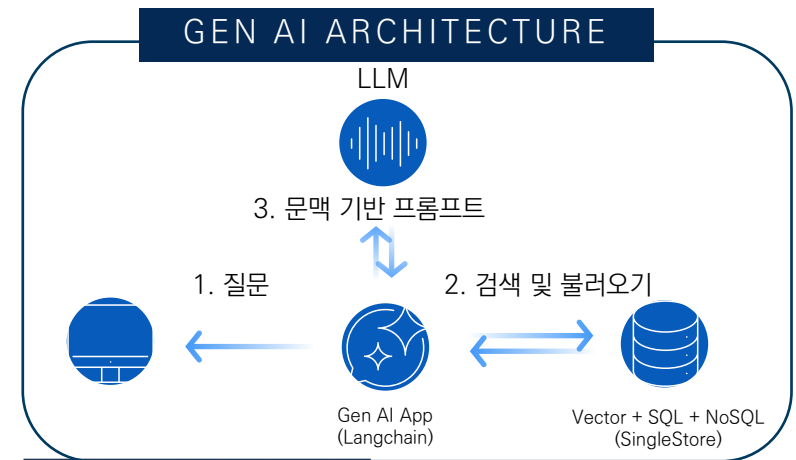 GEN AI ARCHITECTURE
LLM
3. 문맥 기반 프롬프트
1. 질문
2. 검색 및 불러오기
Gen AI App
(Langchain)
Vector + SQL + NoSQL
(SingleStore)